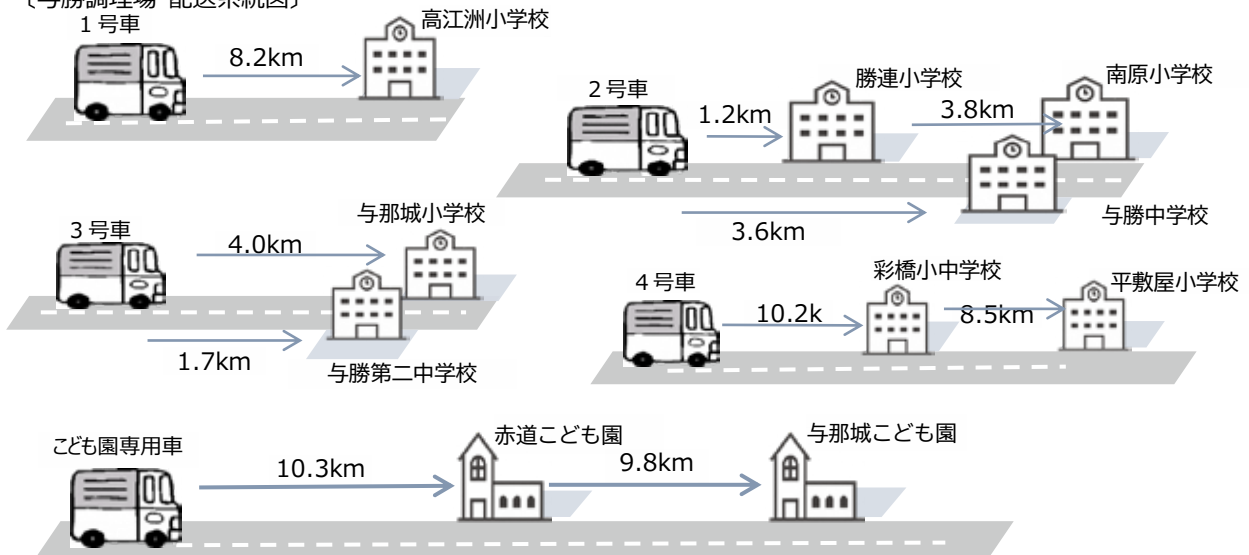 〔与勝調理場 配送系統図〕
1号車
高江洲小学校
8.2km
2号車
勝連小学校
南原小学校
1.2km
3.8km
3.6km
与勝中学校
3号車
与那城小学校
4.0km
1.7km
与勝第二中学校
4号車
彩橋小中学校
平敷屋小学校
10.2k
8.5km
こども園専用車
赤道こども園
与那城こども園
10.3km
9.8km